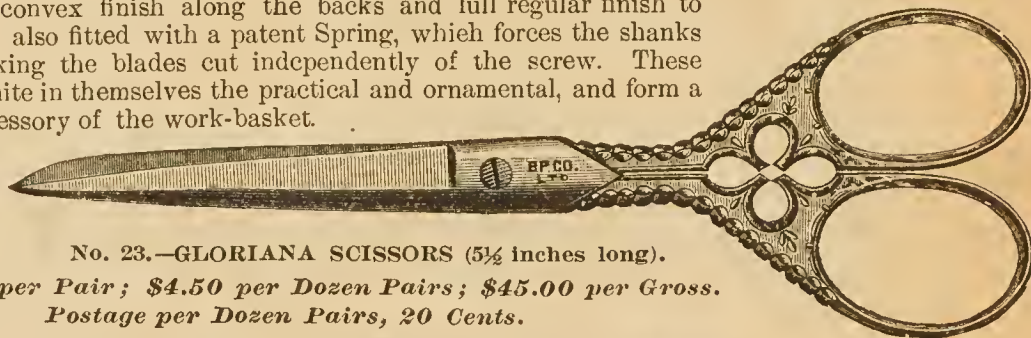 convex finish along the backs and full regular finish to
also fitted with a patent Spring, which forces the shanks
king the blades cut independently of the screw. These
nite in themselves the practical and ornamental, and form a
essory of the work-basket.
BP.CO.
LTD
No. 23.—GLORIANA SCISSORS (5½ inches long).
per Pair; $4.50 per Dozen Pairs; $45.00 per Gross.
Postage per Dozen Pairs, 20 Cents.